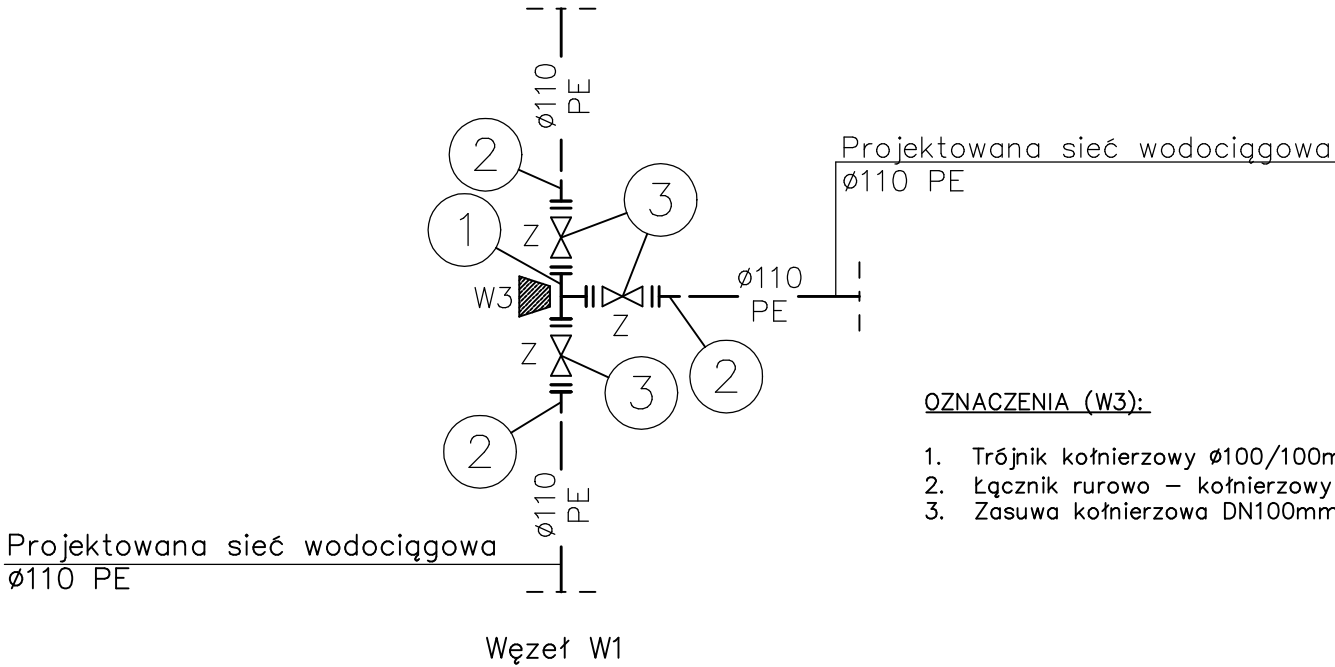 ø110
PE
2
Projektowana sieć wodociągowa
ø110 PE
3
1
Z
ø110
PE
W3
Z
Z
2
3
OZNACZENIA (W3):
2
1. Trójnik kołnierzowy ø100/100m
2. Łącznik rurowo – kołnierzowy
3. Zasuwa kołnierzowa DN100mm
ø110
PE
Projektowana sieć wodociągowa
ø110 PE
Węzeł W1